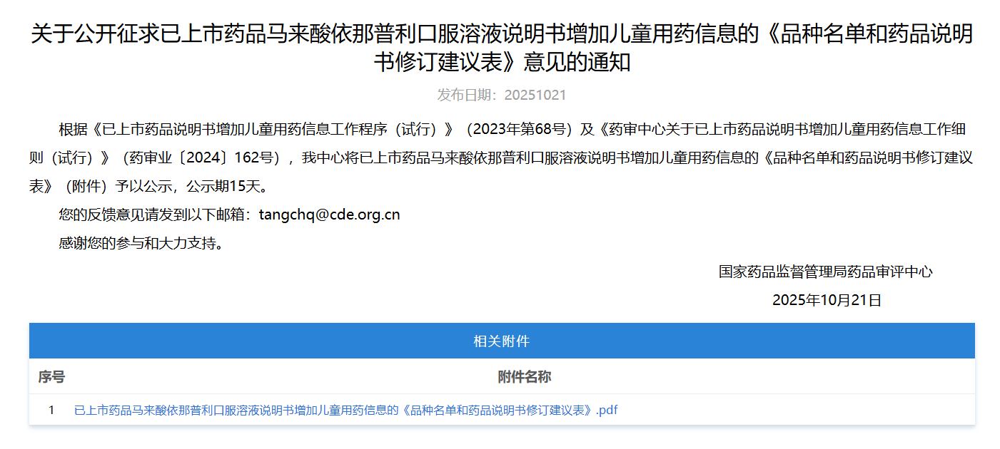 关于公开征求已上市药品马来酸依那普利口服溶液说明书增加儿童用药信息的《品种名单和药品说明
书修订建议表》意见的通知
发布日期：20251021
根据《已上市药品说明书增加儿童用药信息工作程序（试行）》（2023年第68号）及《药审中心关于已上市药品说明书增加儿童用药信息工作细
则（试行）》（药审业〔2024〕162号），我中心将已上市药品马来酸依那普利口服溶液说明书增加儿童用药信息的《品种名单和药品说明书修订建议
表》（附件）予以公示，公示期15天。
您的反馈意见请发到以下邮箱：tangchq@cde.org.cn
感谢您的参与和大力支持。
国家药品监督管理局药品审评中心
2025年10月21日
相关附件
序号 附件名称
1 已上市药品马来酸依那普利口服溶液说明书增加儿童用药信息的《品种名单和药品说明书修订建议表》.pdf